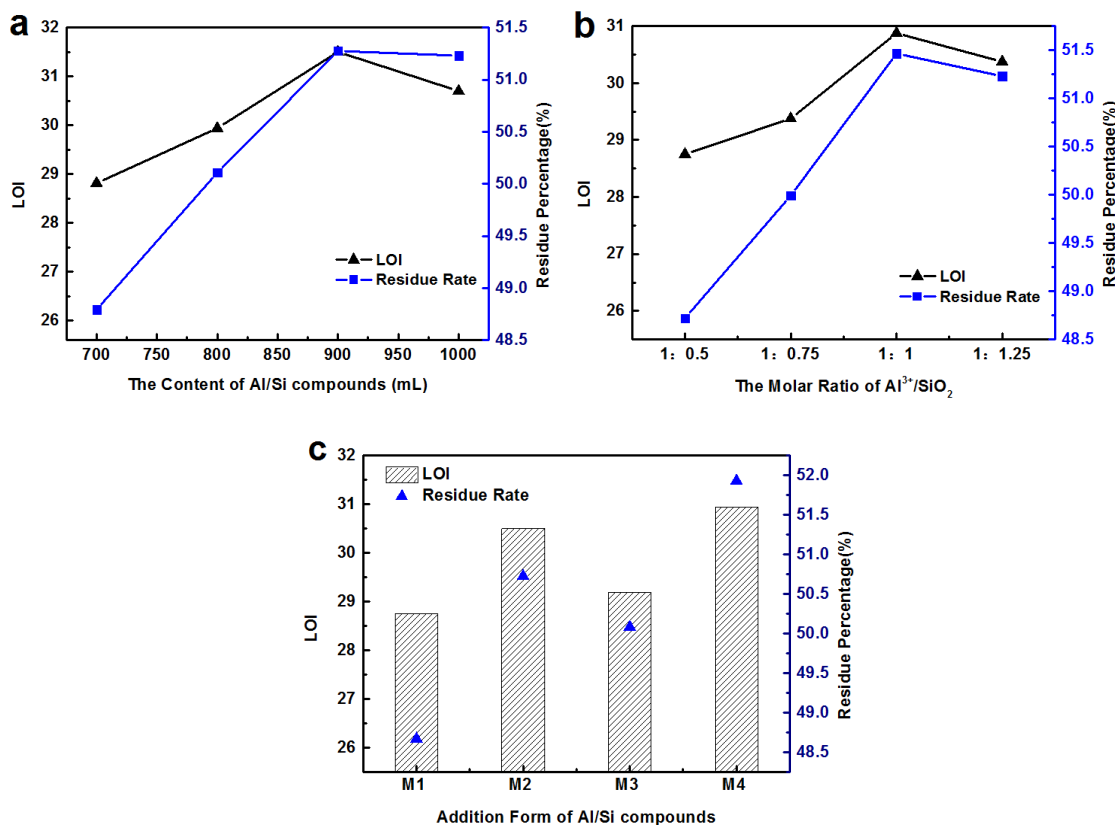 a
32
31
30
29
28
27
26
LOI
51.5
51.0
50.5
50.0
49.5
49.0
48.5
Residue Percentage(%)
LOI
Residue Rate
700 750 800 850 900 950 1000
The Content of Al/Si compounds (mL)
b
31
30
29
28
27
26
LOI
51.5
51.0
50.5
50.0
49.5
49.0
48.5
Residue Percentage(%)
LOI
Residue Rate
1：0.5 1：0.75 1：1 1：1.25
The Molar Ratio of Al³⁺/SiO₂
c
32
31
30
29
28
27
26
LOI
LOI
Residue Rate
52.0
51.5
51.0
50.5
50.0
49.5
49.0
48.5
Residue Percentage(%)
M1 M2 M3 M4
Addition Form of Al/Si compounds